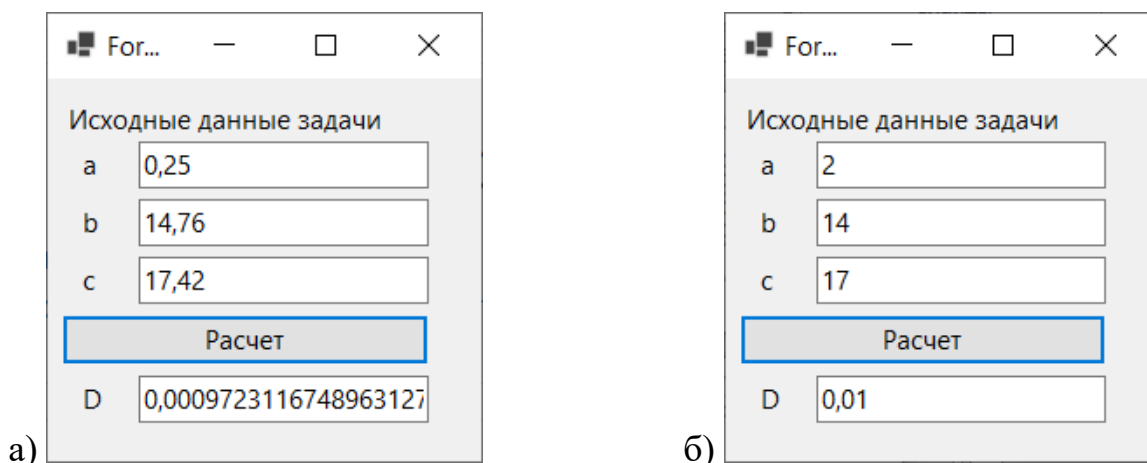 For...
Исходные данные задачи
a 0,25
b 14,76
c 17,42
Расчет
D 0,0009723116748963127
а)
For...
Исходные данные задачи
a 2
b 14
c 17
Расчет
D 0,01
б)